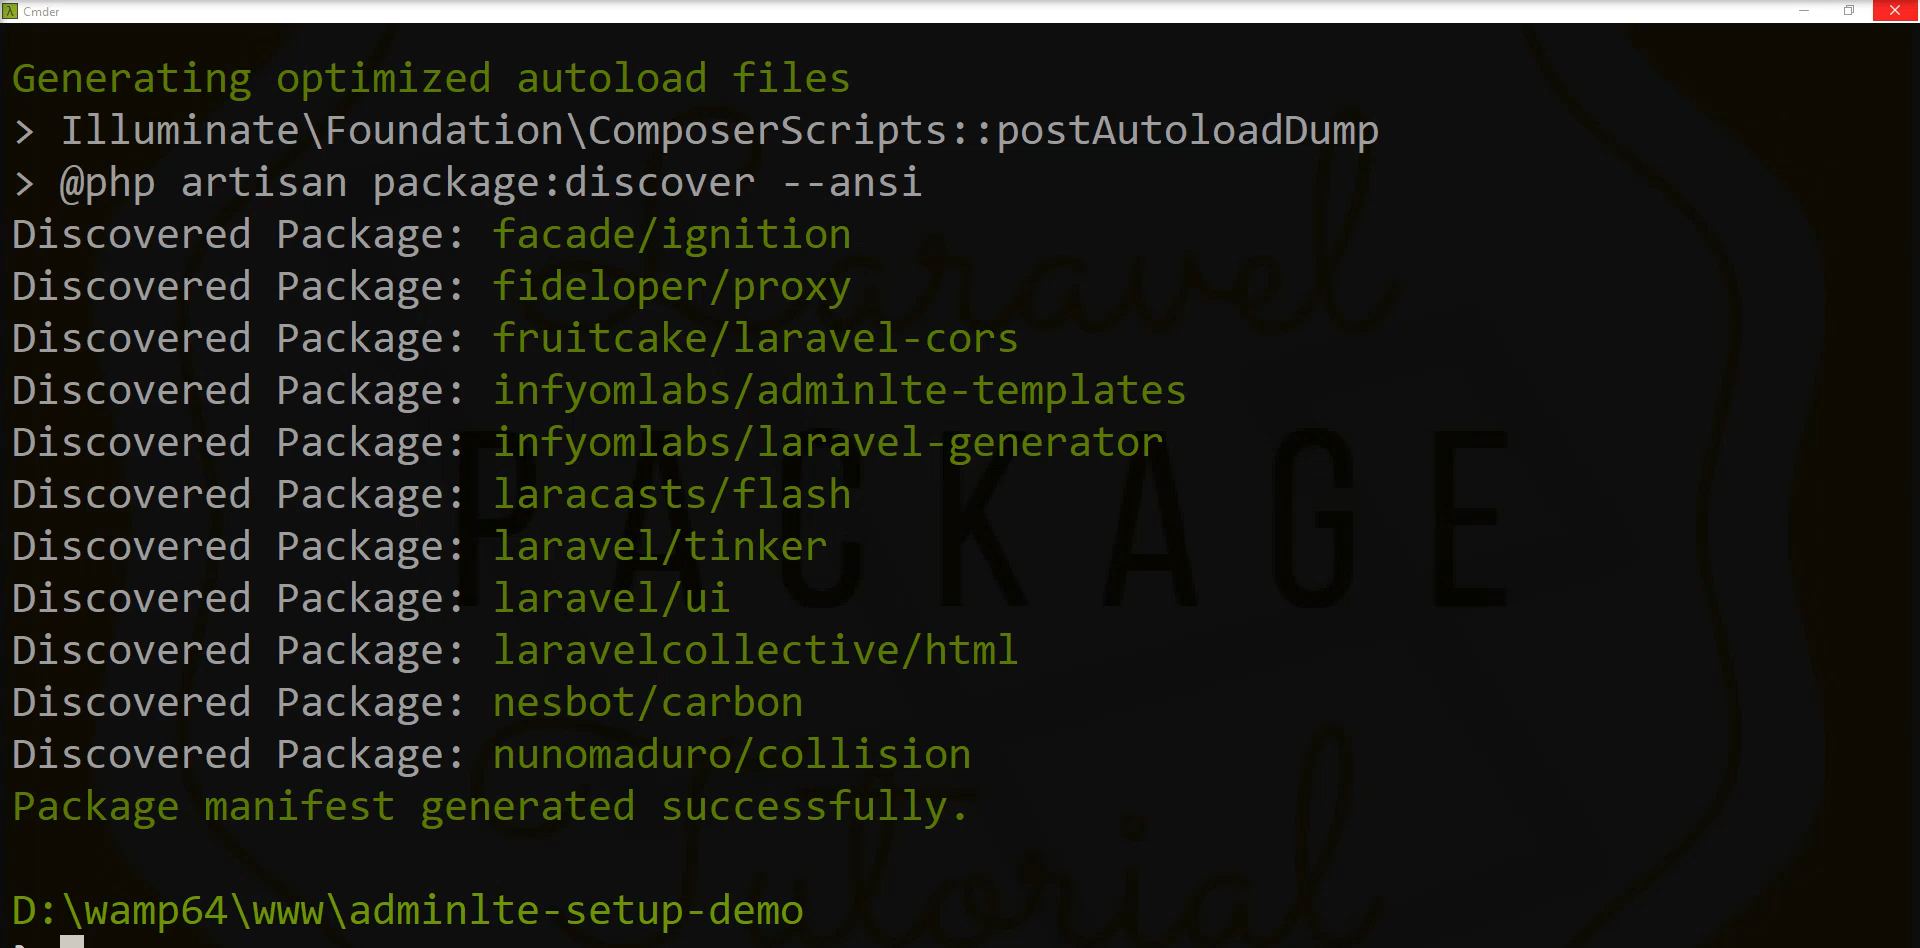 Cmder
Generating optimized autoload files
> Illuminate\Foundation\ComposerScripts::postAutoloadDump
> @php artisan package:discover --ansi
Discovered Package: facade/ignition
Discovered Package: fideloper/proxy
Discovered Package: fruitcake/laravel-cors
Discovered Package: infyomlabs/adminlte-templates
Discovered Package: infyomlabs/laravel-generator
Discovered Package: laracasts/flash
Discovered Package: laravel/tinker
Discovered Package: laravel/ui
Discovered Package: laravelcollective/html
Discovered Package: nesbot/carbon
Discovered Package: nunomaduro/collision
Package manifest generated successfully.
D:\wamp64\www\adminlte-setup-demo
Laravel
PACKAGE
Tutorial